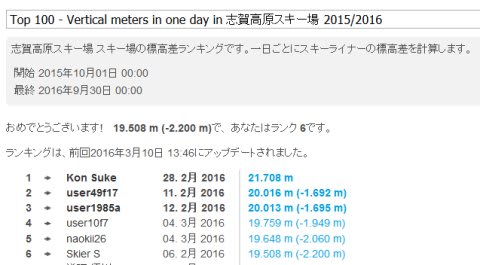 Top 100 - Vertical meters in one day in 志賀高原スキー場 2015/2016
志賀高原スキー場 スキー場の標高差ランキングです。一日ごとにスキーライナーの標高差を計算します。
開始 2015年10月01日 00:00
最終 2016年9月30日 00:00
おめでとうございます! 19.508 m (-2.200 m)で、あなたはランク 6です。
ランキングは、前回2016年3月10日 13:46にアップデートされました。
1 Kon Suke 28. 2月 2016 21.708 m
2 user49f17 11. 2月 2016 20.016 m (-1.692 m)
3 user1985a 12. 2月 2016 20.013 m (-1.695 m)
4 user10f7 04. 3月 2016 19.759 m (-1.949 m)
5 naokii26 04. 3月 2016 19.648 m (-2.060 m)
6 Skier S 06. 2月 2016 19.508 m (-2.200 m)